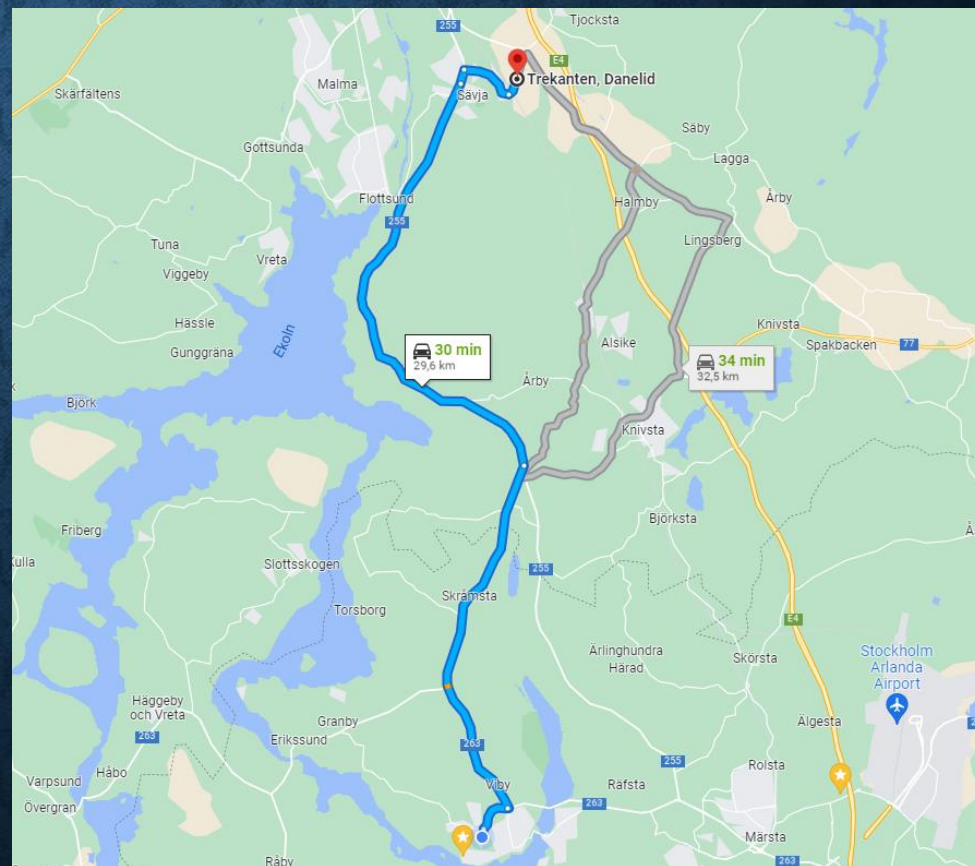 255
Tjocksta
E4
Trekanten, Danelid
Malma
Skärfältens
Sävja
Säby
Gottsunda
Lagga
Flottsund
Halmby
Årby
255
Lingsberg
Tuna
Vreta
Viggeby
Ekoln
Hässle
Knivsta
Gunggräna
30 min
29,6 km
Alsike
Spakbacken
77
34 min
32,5 km
Årby
Björk
Knivsta
Björksta
Friberg
Kulla
Slottsskogen
255
Skråmsta
Torsborg
E4
Ärlinghundra
Härad
Skörsta
Stockholm
Arlanda
Airport
Häggeby
och Vreta
Granby
Älgesta
263
Erikssund
263
Håbo
Varpsund
255
Rolsta
Viby
Räfsta
Övergran
263
Märsta
Råby
263